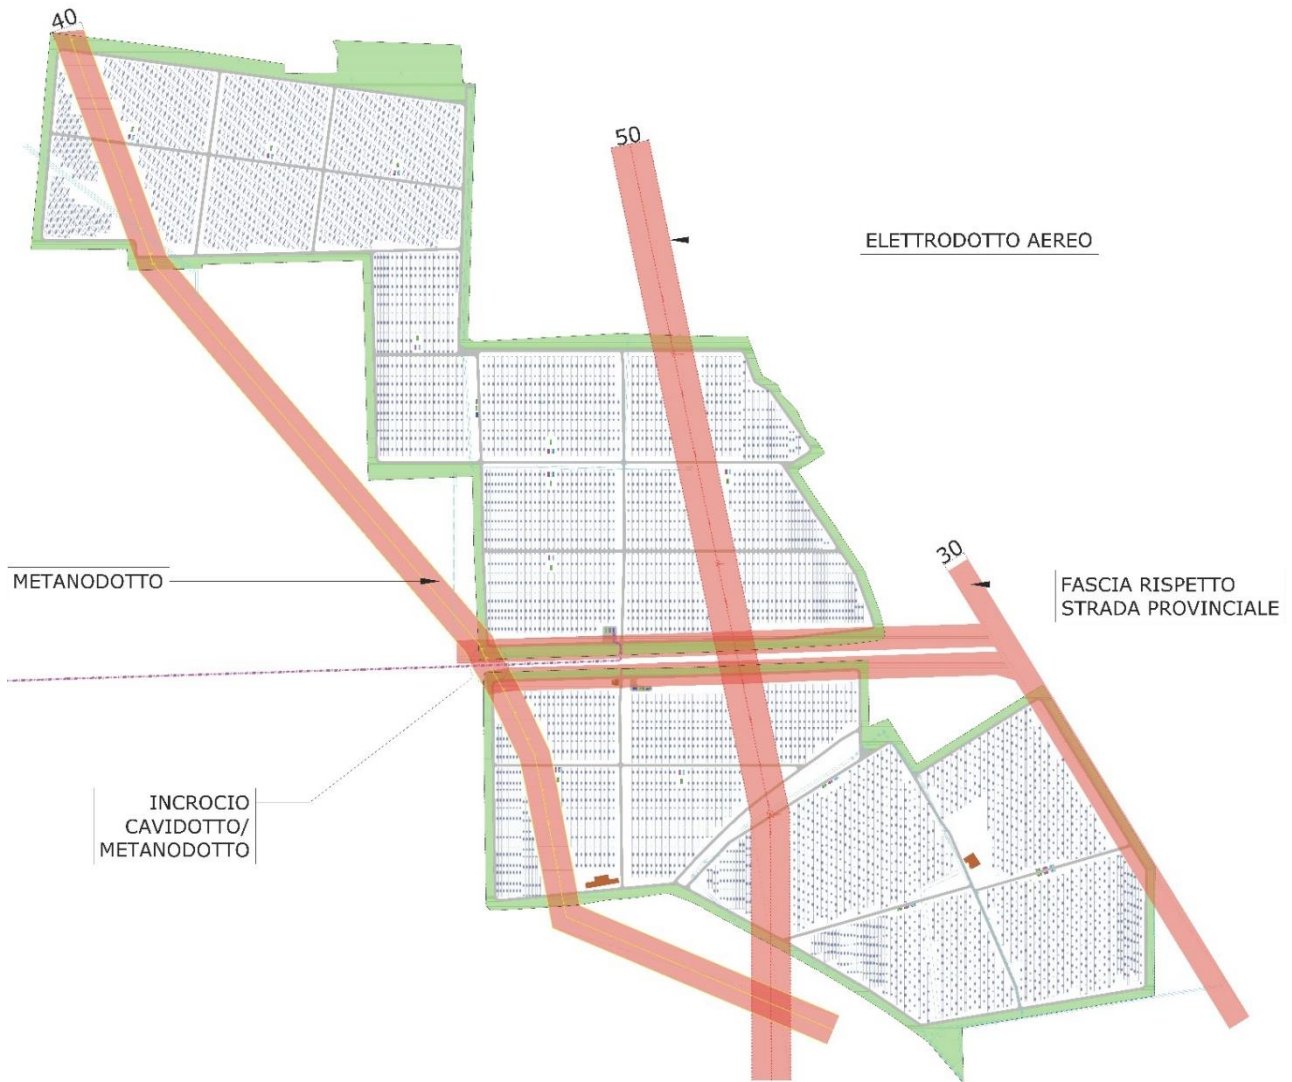 40
50
ELETTRODOTTO AEREO
30
METANODOTTO
FASCIA RISPETTO
STRADA PROVINCIALE
INCROCIO
CAVIDOTTO/
METANODOTTO